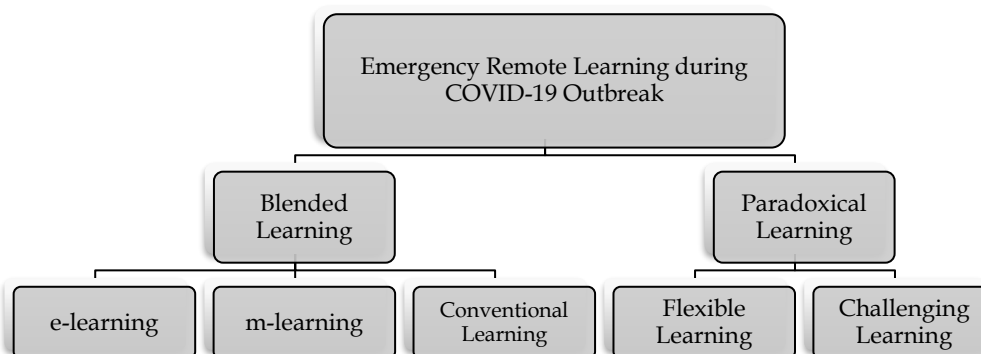 Emergency Remote Learning during
COVID-19 Outbreak
Blended
Learning
Paradoxical
Learning
e-learning
m-learning
Conventional
Learning
Flexible
Learning
Challenging
Learning